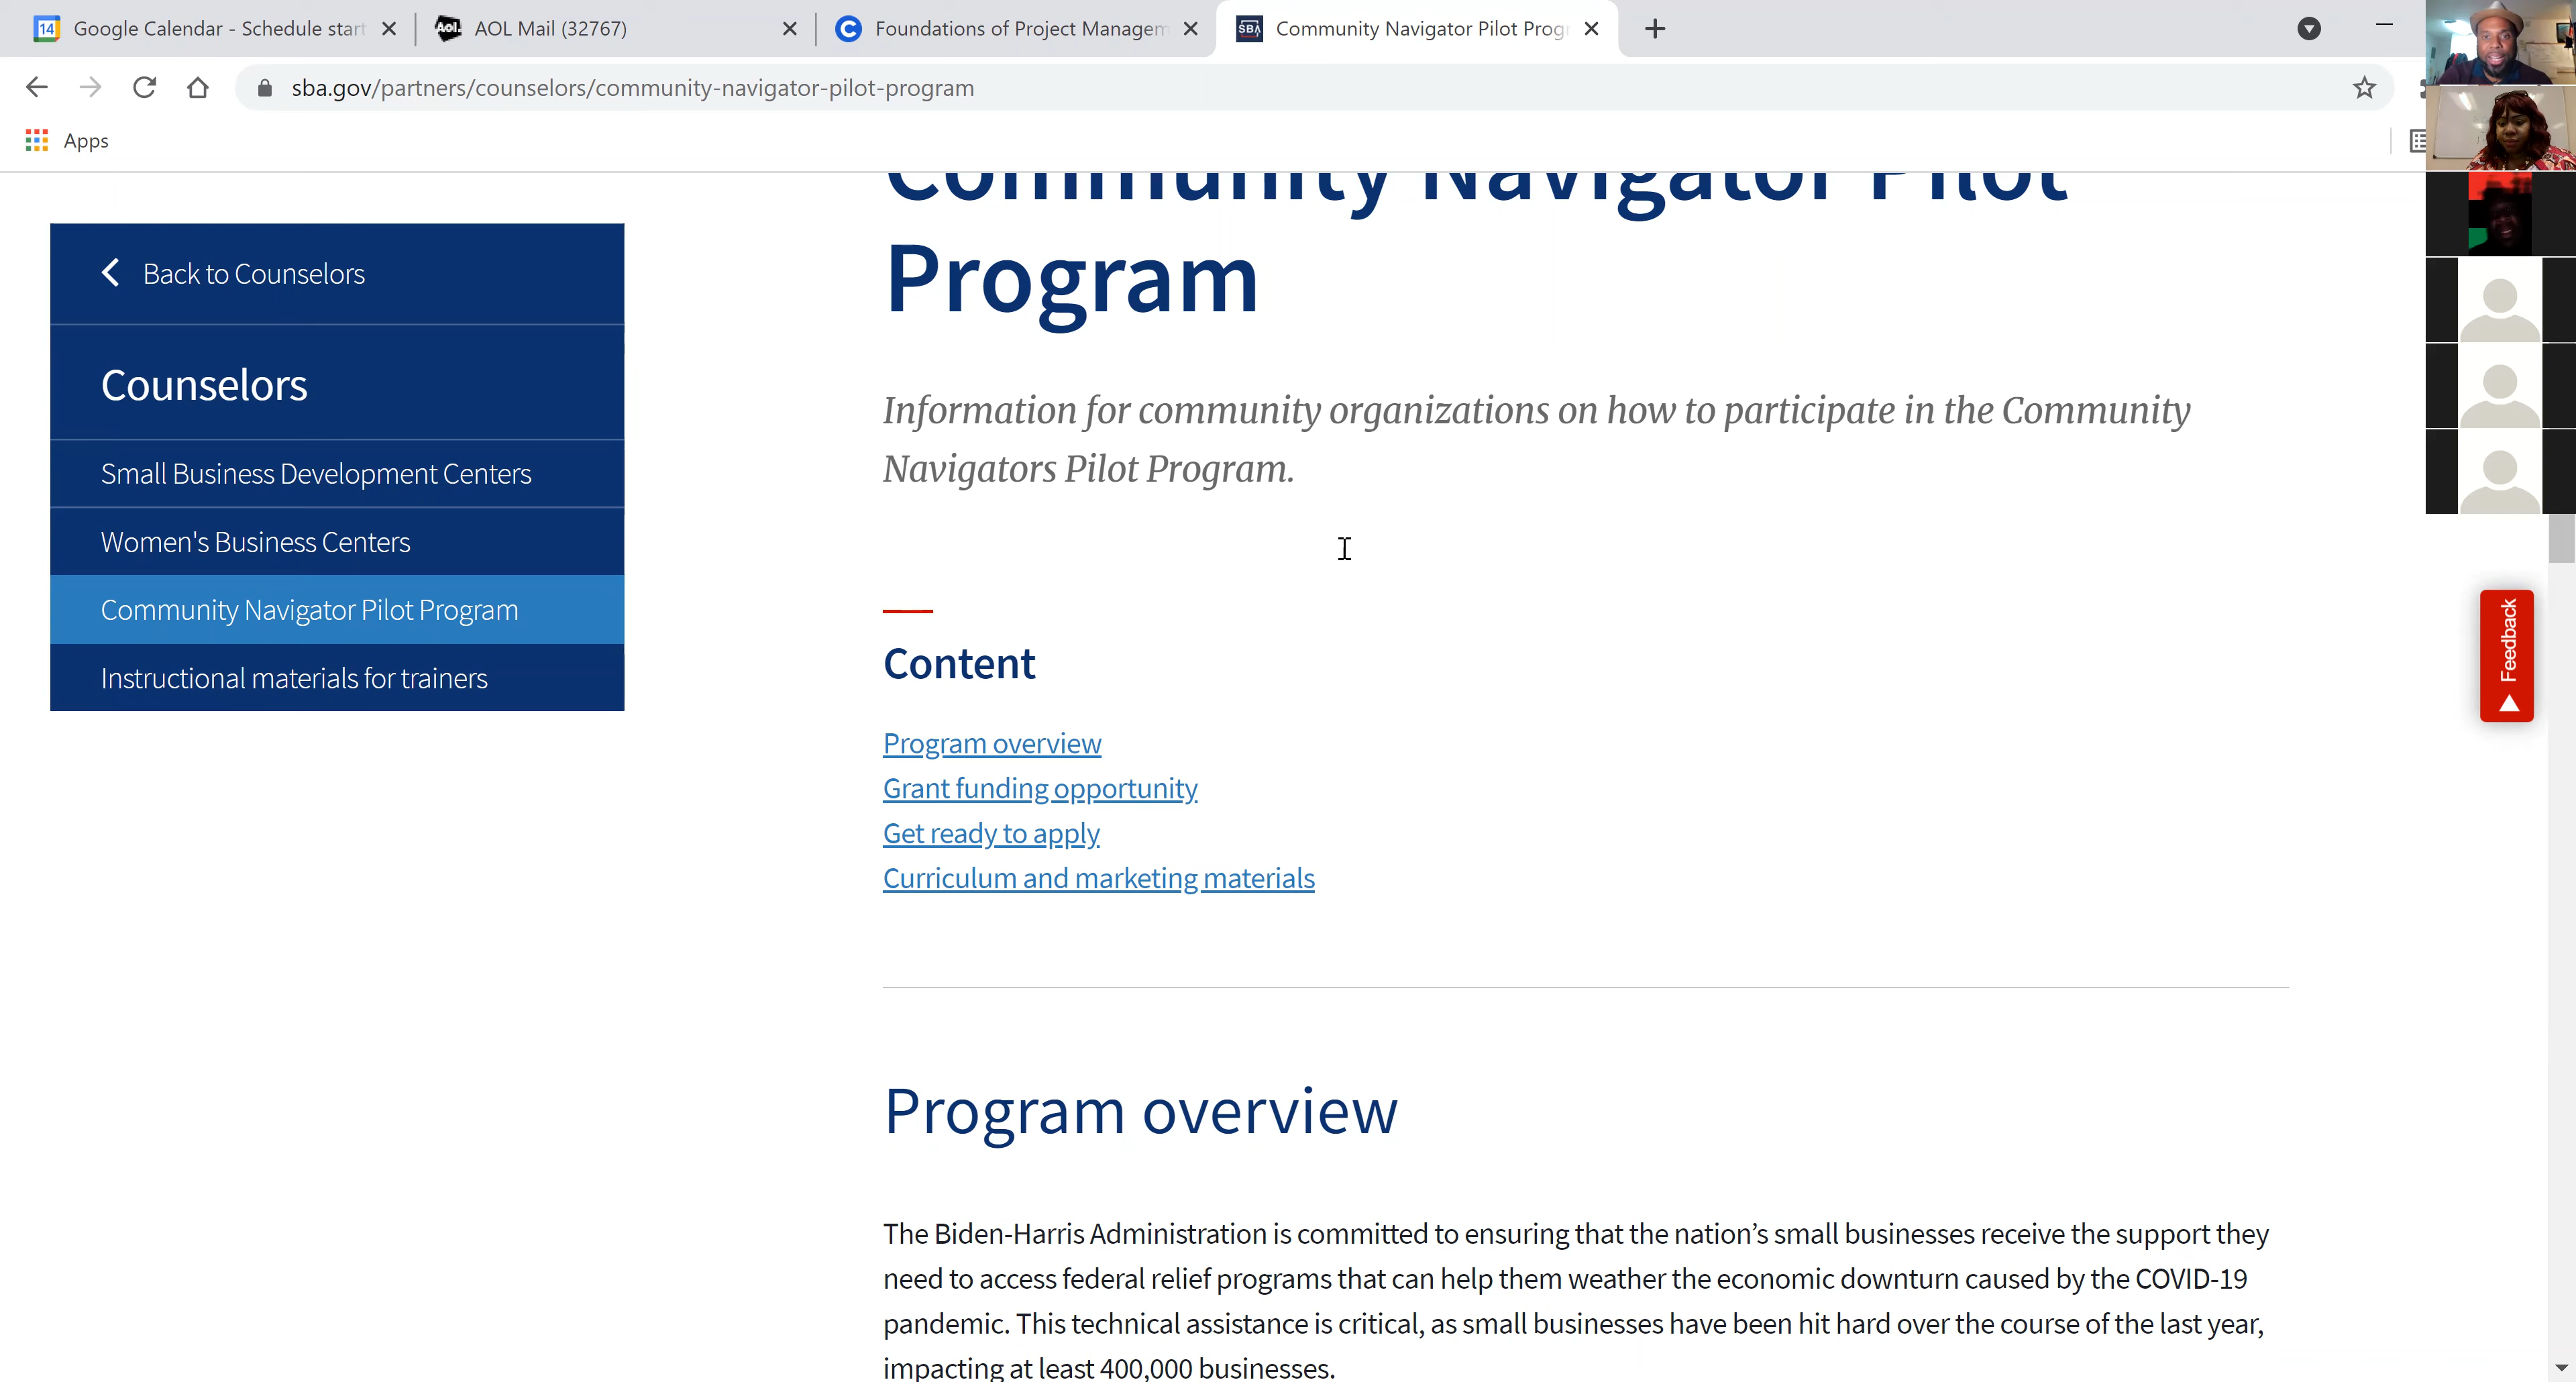 14 Google Calendar - Schedule start
Aol. AOL Mail (32767)
C Foundations of Project Managem
SBA Community Navigator Pilot Progr
sba.gov/partners/counselors/community-navigator-pilot-program
Apps
Back to Counselors
Counselors
Small Business Development Centers
Women's Business Centers
Community Navigator Pilot Program
Instructional materials for trainers
Community Navigator Pilot
Program
Information for community organizations on how to participate in the Community
Navigators Pilot Program.
Content
Program overview
Grant funding opportunity
Get ready to apply
Curriculum and marketing materials
Program overview
The Biden-Harris Administration is committed to ensuring that the nation’s small businesses receive the support they
need to access federal relief programs that can help them weather the economic downturn caused by the COVID-19
pandemic. This technical assistance is critical, as small businesses have been hit hard over the course of the last year,
impacting at least 400,000 businesses.
Feedback